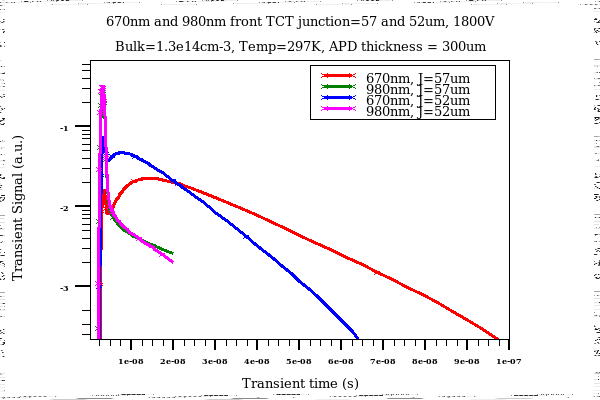 670nm and 980nm front TCT junction=57 and 52um, 1800V
Bulk=1.3e14cm-3, Temp=297K, APD thickness = 300um
670nm, J=57um
980nm, J=57um
670nm, J=52um
980nm, J=52um
Transient Signal (a.u.)
-1
-2
-3
1e-08
2e-08
3e-08
4e-08
5e-08
6e-08
7e-08
8e-08
9e-08
1e-07
Transient time (s)